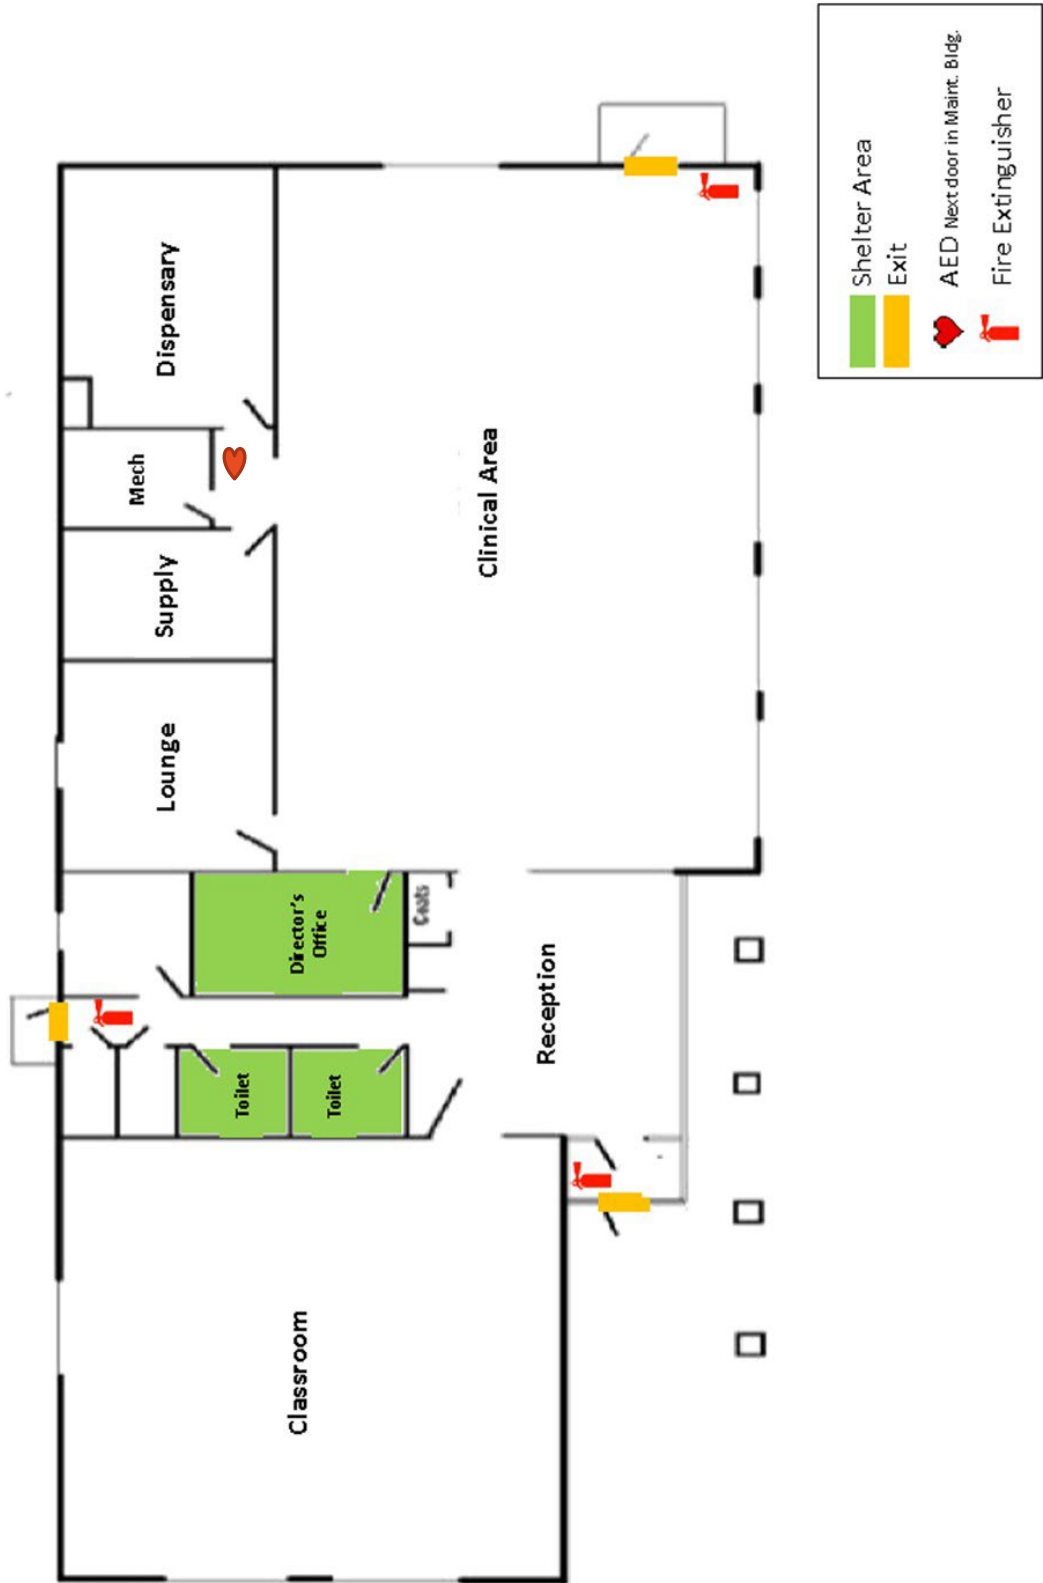 Dispensary
Mech
Supply
Lounge
Clinical Area
Director's
Office
Coats
Toilet
Toilet
Reception
Classroom
Shelter Area
Exit
AED Next door in Maint. Bldg.
Fire Extinguisher